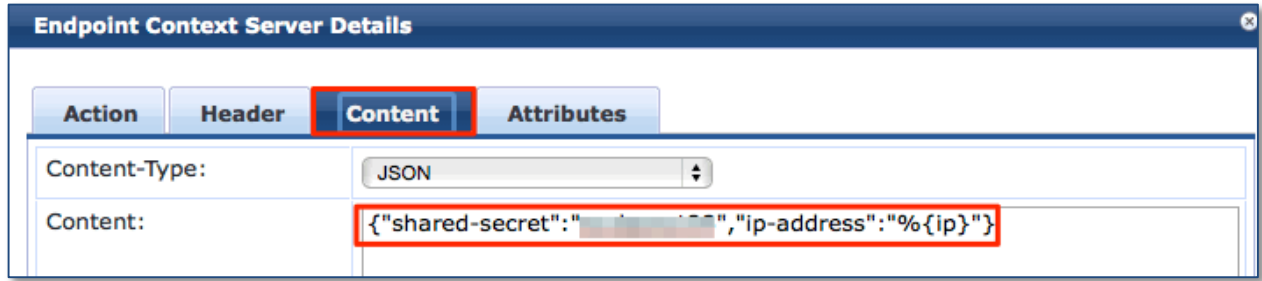 Endpoint Context Server Details
Action Header Content Attributes
Content-Type: JSON
Content: {"shared-secret":"","ip-address":"%{ip}"}